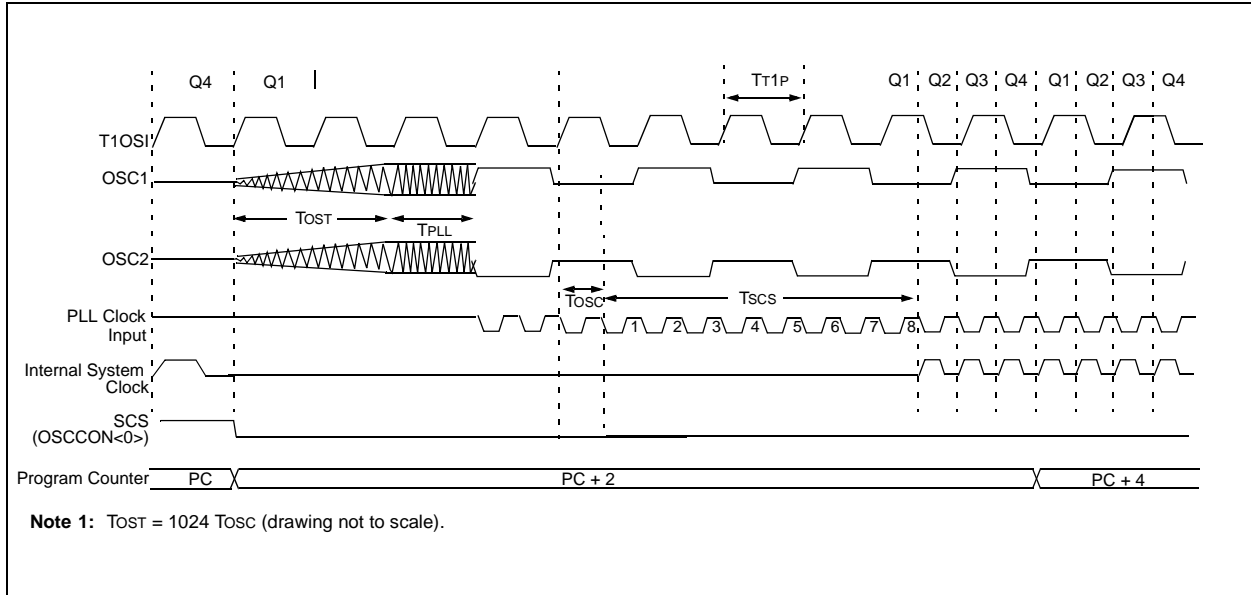 Q4 Q1 TT1P Q1 Q2 Q3 Q4 Q1 Q2 Q3 Q4
T1OSI
OSC1
TOST
TPLL
OSC2
TOSC TSCS
PLL Clock
Input
1 2 3 4 5 6 7 8
Internal System
Clock
SCS
(OSCCON<0>)
Program Counter PC PC + 2 PC + 4
Note 1: TOST = 1024 TOSC (drawing not to scale).